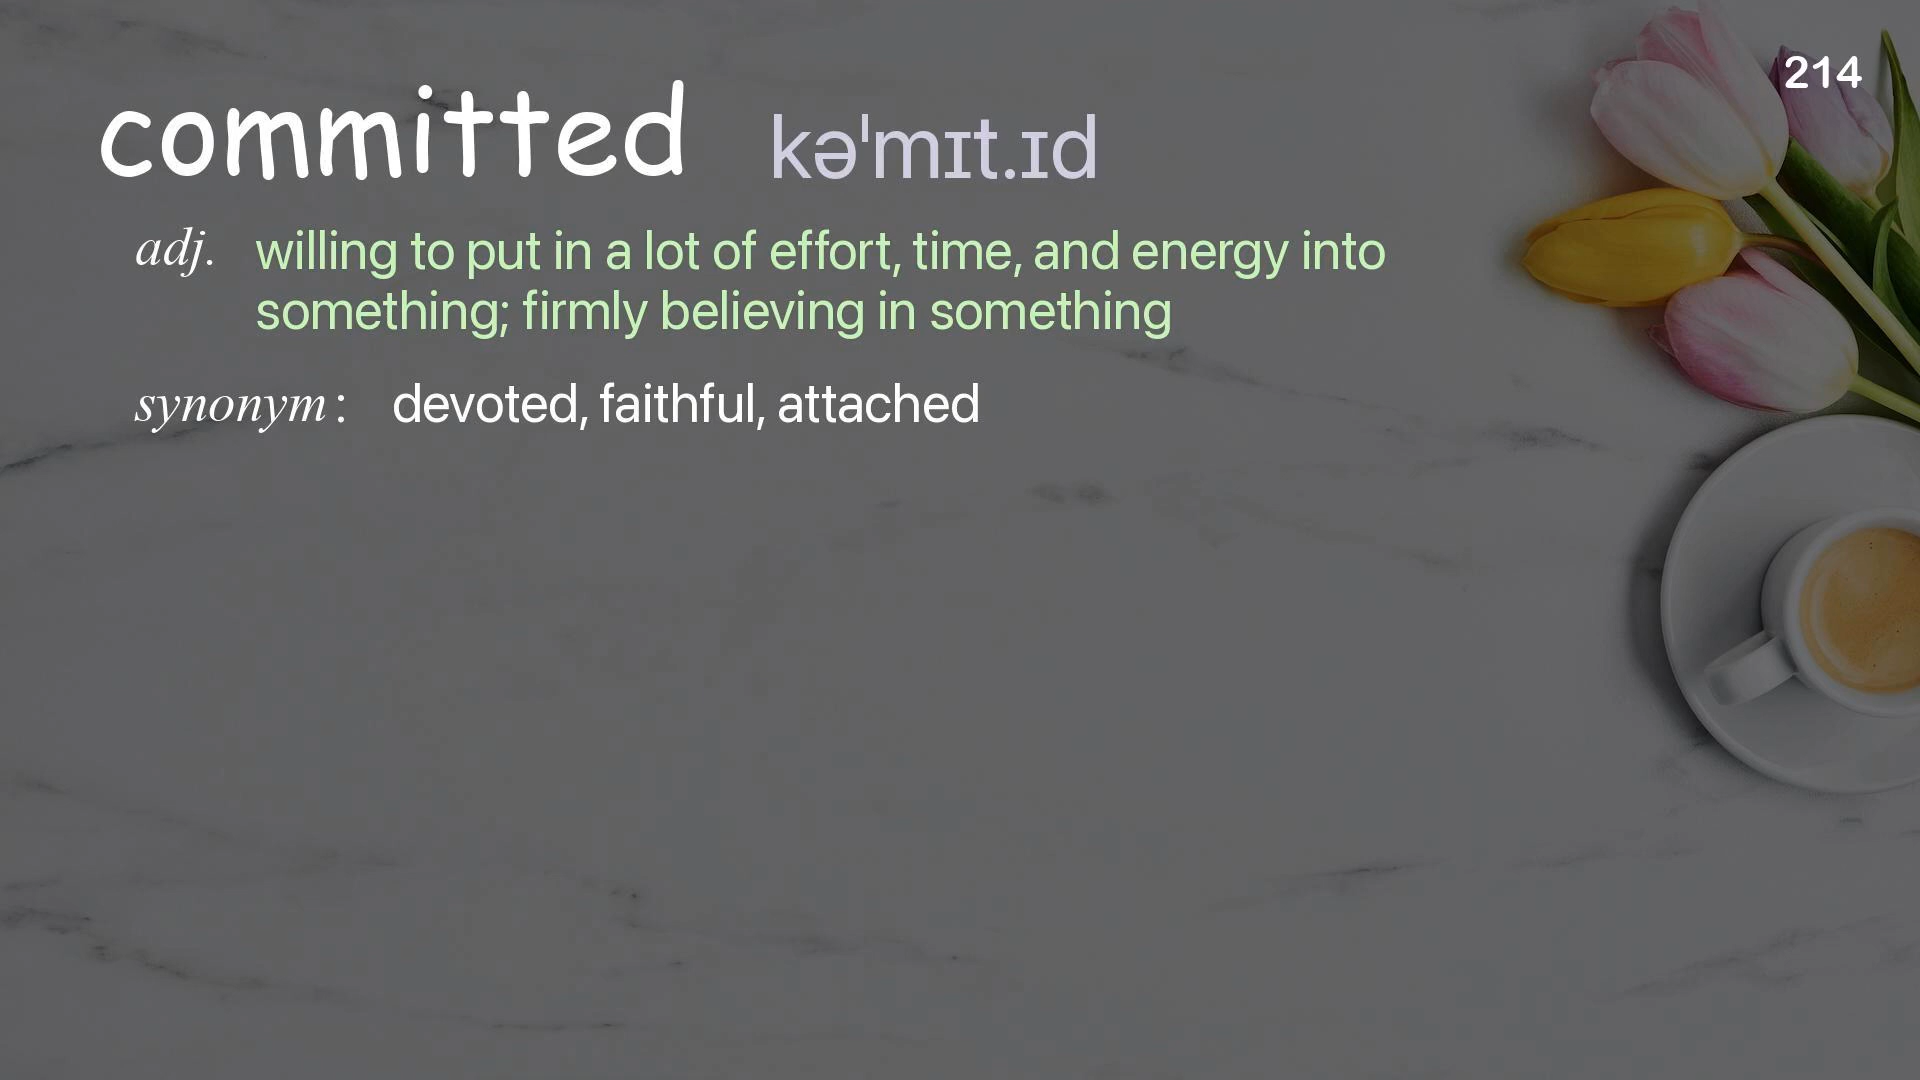 214
committed kəˈmɪt.ɪd
adj. willing to put in a lot of effort, time, and energy into
something; firmly believing in something
synonym: devoted, faithful, attached